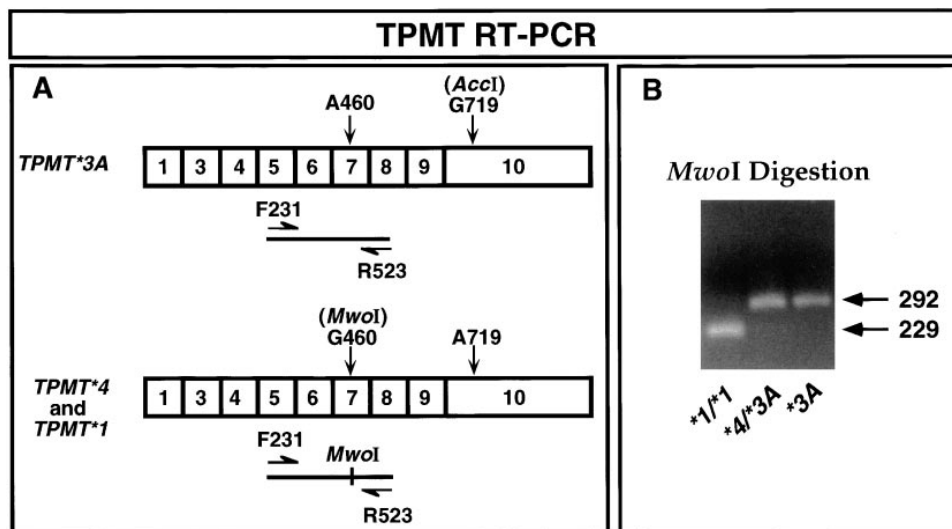 TPMT RT-PCR
A
(AccI)
A460
G719
TPMT*3A
1 3 4 5 6 7 8 9 10
F231
R523
(MwoI)
G460
A719
TPMT*4
and
TPMT*1
1 3 4 5 6 7 8 9 10
F231
MwoI
R523
B
MwoI Digestion
292
229
*1/*1
*4/*3A
*3A